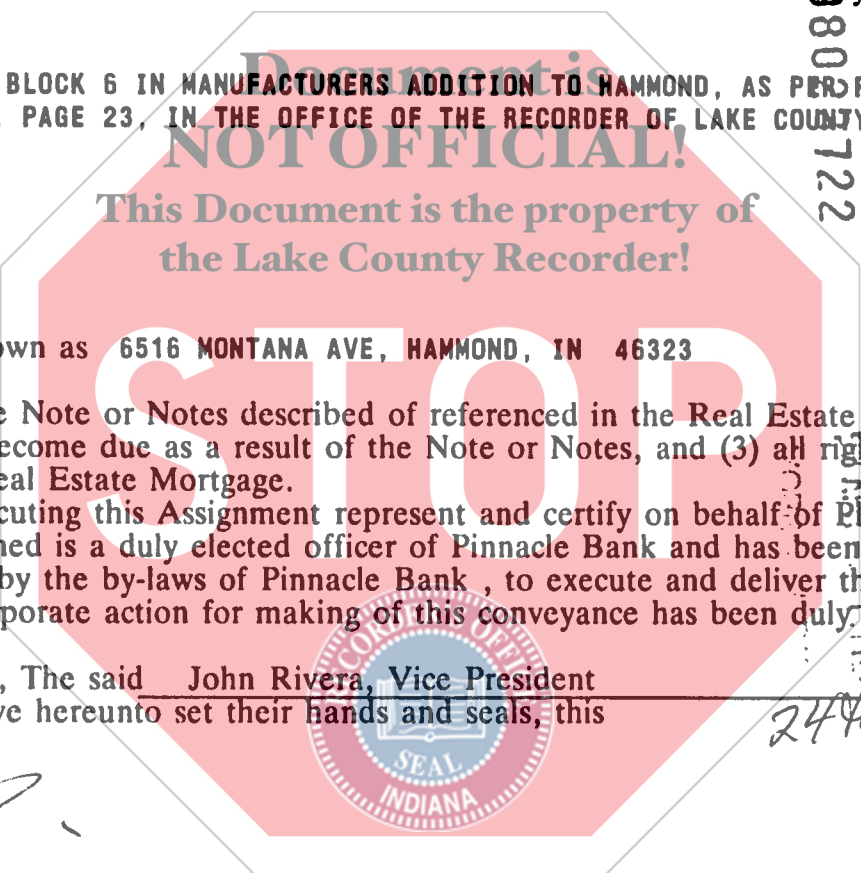 Document is
BLOCK 6 IN MANUFACTURERS ADDITION TO HAMMOND, AS PER
PAGE 23, IN THE OFFICE OF THE RECORDER OF LAKE COUNTY
NOT OFFICIAL!
This Document is the property of
the Lake County Recorder!
own as 6516 MONTANA AVE, HAMMOND, IN 46323
STOP
e Note or Notes described of referenced in the Real Estate
ecome due as a result of the Note or Notes, and (3) all rig
eal Estate Mortgage.
cuting this Assignment represent and certify on behalf of
ned is a duly elected officer of Pinnacle Bank and has been
by the by-laws of Pinnacle Bank , to execute and deliver th
porate action for making of this conveyance has been duly
, The said John Rivera, Vice President
ve hereunto set their hands and seals, this
SEAL
INDIANA